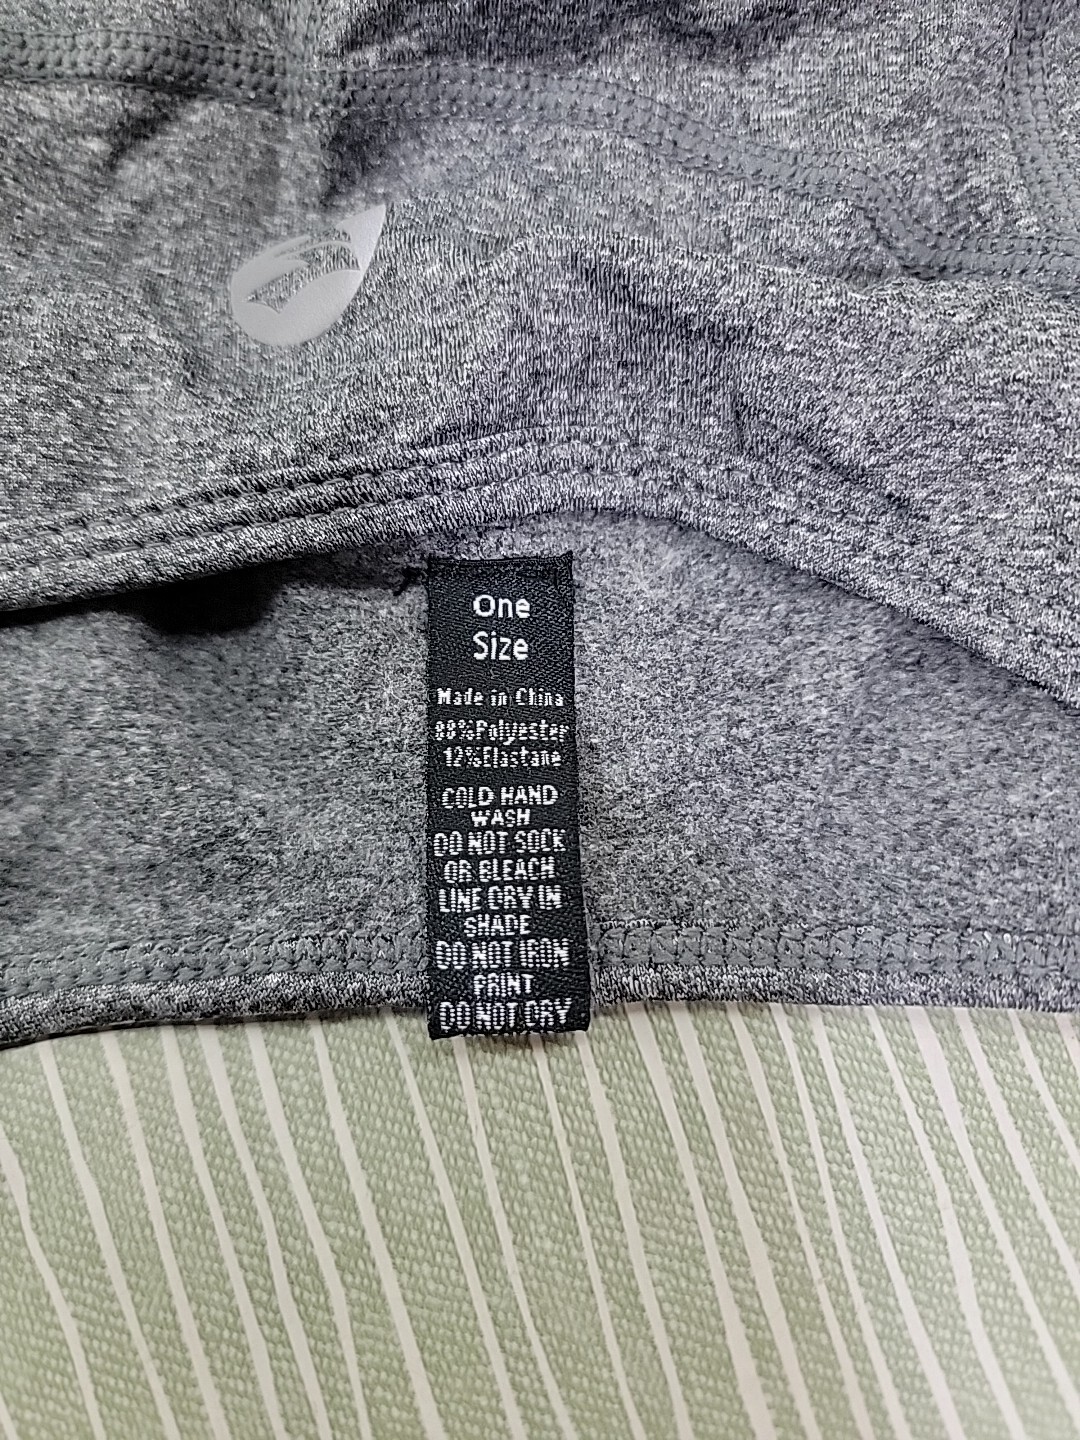 One
Size
Made in China
88%Polyester
12%Elastane
COLD HAND
WASH
DO NOT SOCK
OR BLEACH
LINE DRY IN
SHADE
DO NOT IRON
PRINT
DO NOT DRY